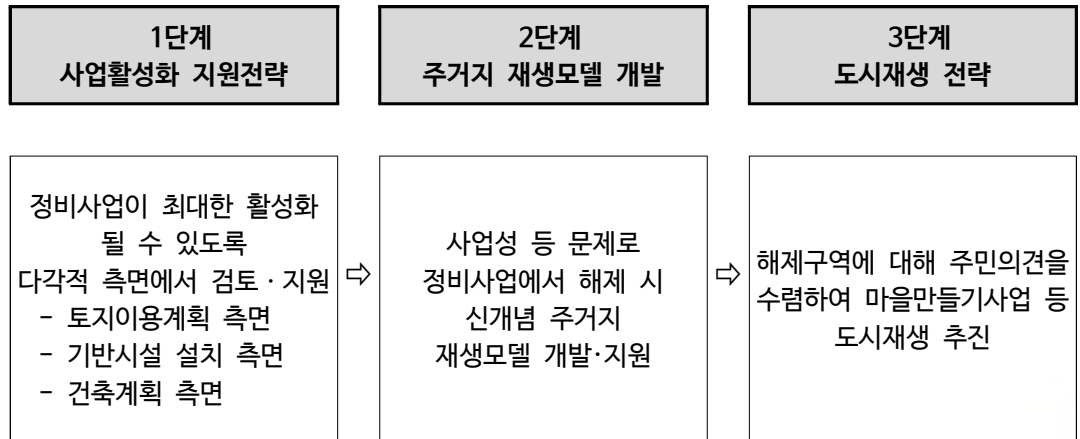 1단계
사업활성화 지원전략
2단계
주거지 재생모델 개발
3단계
도시재생 전략
정비사업이 최대한 활성화
될 수 있도록
다각적 측면에서 검토·지원
- 토지이용계획 측면
- 기반시설 설치 측면
- 건축계획 측면
⇨
사업성 등 문제로
정비사업에서 해제 시
신개념 주거지
재생모델 개발·지원
⇨
해제구역에 대해 주민의견을
수렴하여 마을만들기사업 등
도시재생 추진